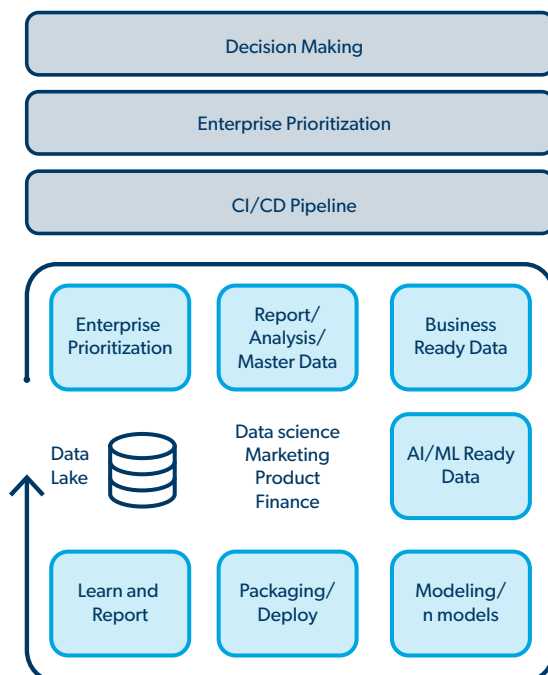 Decision Making
Enterprise Prioritization
CI/CD Pipeline
Enterprise
Prioritization
Report/
Analysis/
Master Data
Business
Ready Data
Data
Lake
Data science
Marketing
Product
Finance
AI/ML Ready
Data
Learn and
Report
Packaging/
Deploy
Modeling/
n models